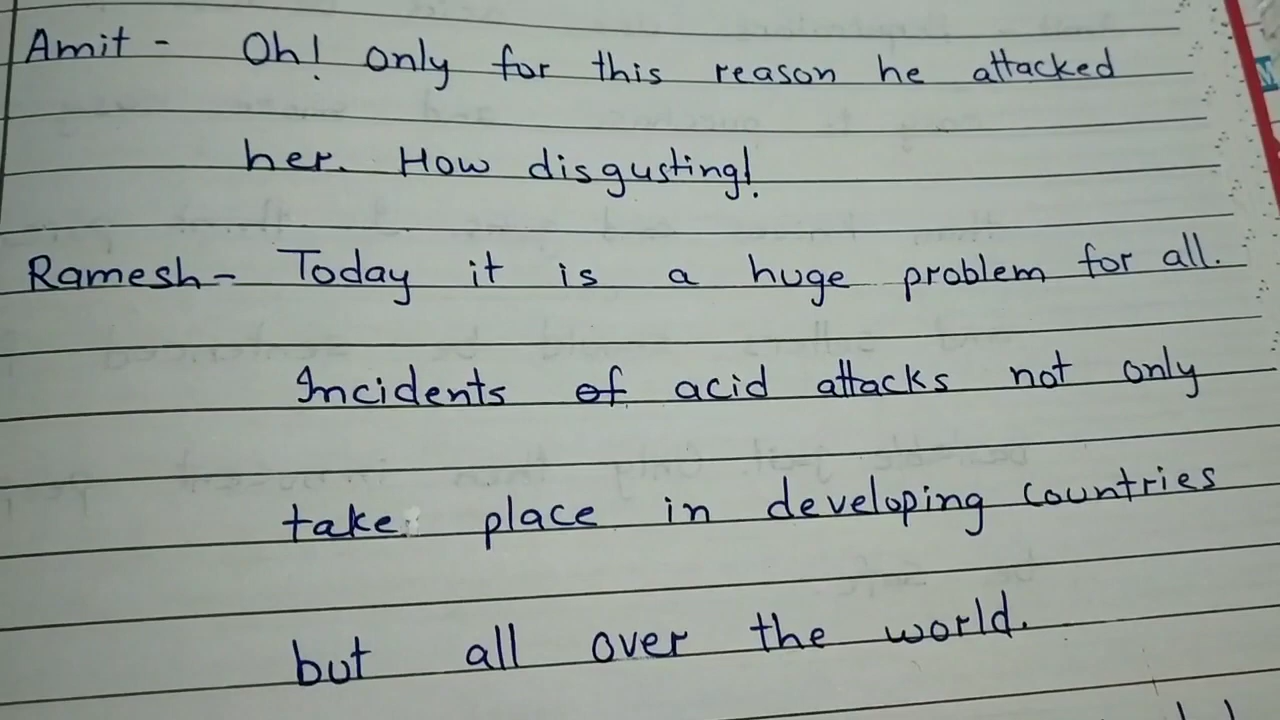 Amit - Oh! only for this reason he attacked
her. How disgusting!
Ramesh - Today it is a huge problem for all.
Incidents of acid attacks not only
take place in developing countries
but all over the world.